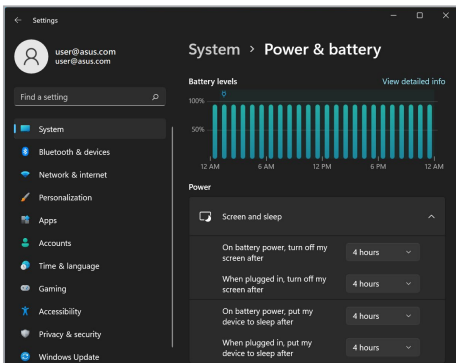 Settings
user@asus.com
user@asus.com
System > Power & battery
Find a setting
Battery levels
View detailed info
100%
50%
12 AM
6 AM
12 PM
6 PM
12 AM
System
Bluetooth & devices
Network & internet
Personalization
Apps
Accounts
Time & language
Gaming
Accessibility
Privacy & security
Windows Update
Power
Screen and sleep
On battery power, turn off my
screen after
4 hours
When plugged in, turn off my
screen after
4 hours
On battery power, put my
device to sleep after
4 hours
When plugged in, put my
device to sleep after
4 hours